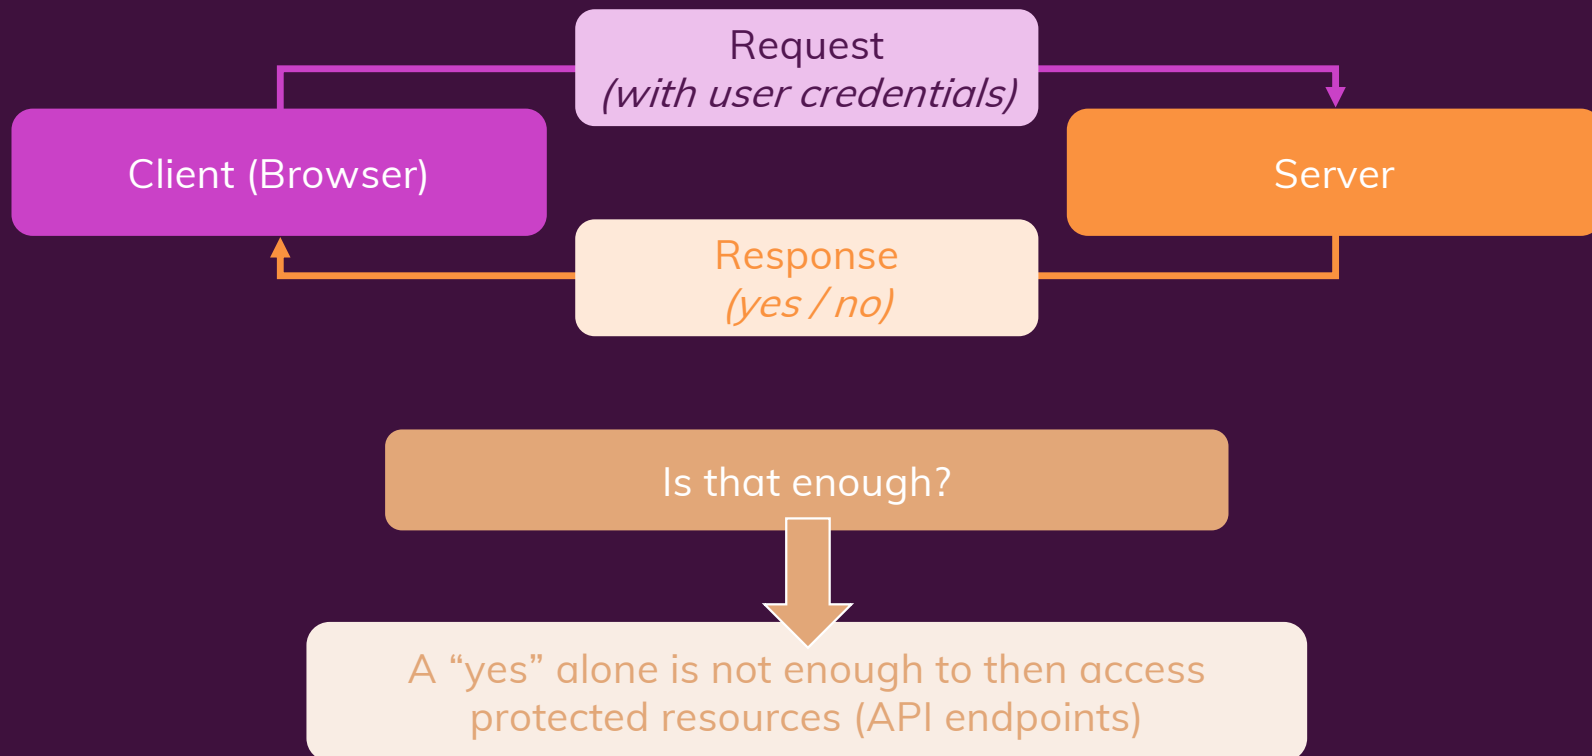 Request
(with user credentials)
Client (Browser)
Server
Response
(yes / no)
Is that enough?
A “yes” alone is not enough to then access
protected resources (API endpoints)